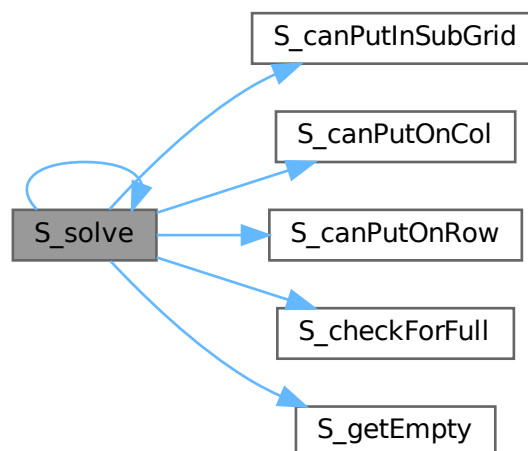 S_canPutInSubGrid
S_canPutOnCol
S_solve
S_canPutOnRow
S_checkForFull
S_getEmpty